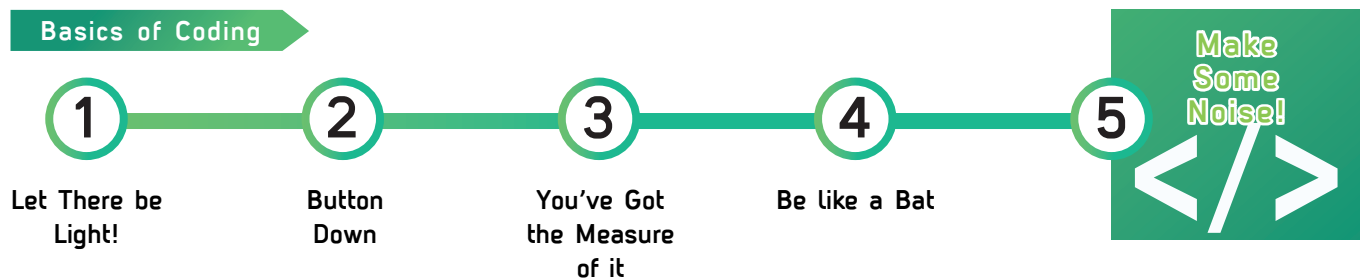 Basics of Coding
1
2
3
4
5
Make
Some
Noise!
</>
Let There be
Light!
Button
Down
You've Got
the Measure
of it
Be like a Bat